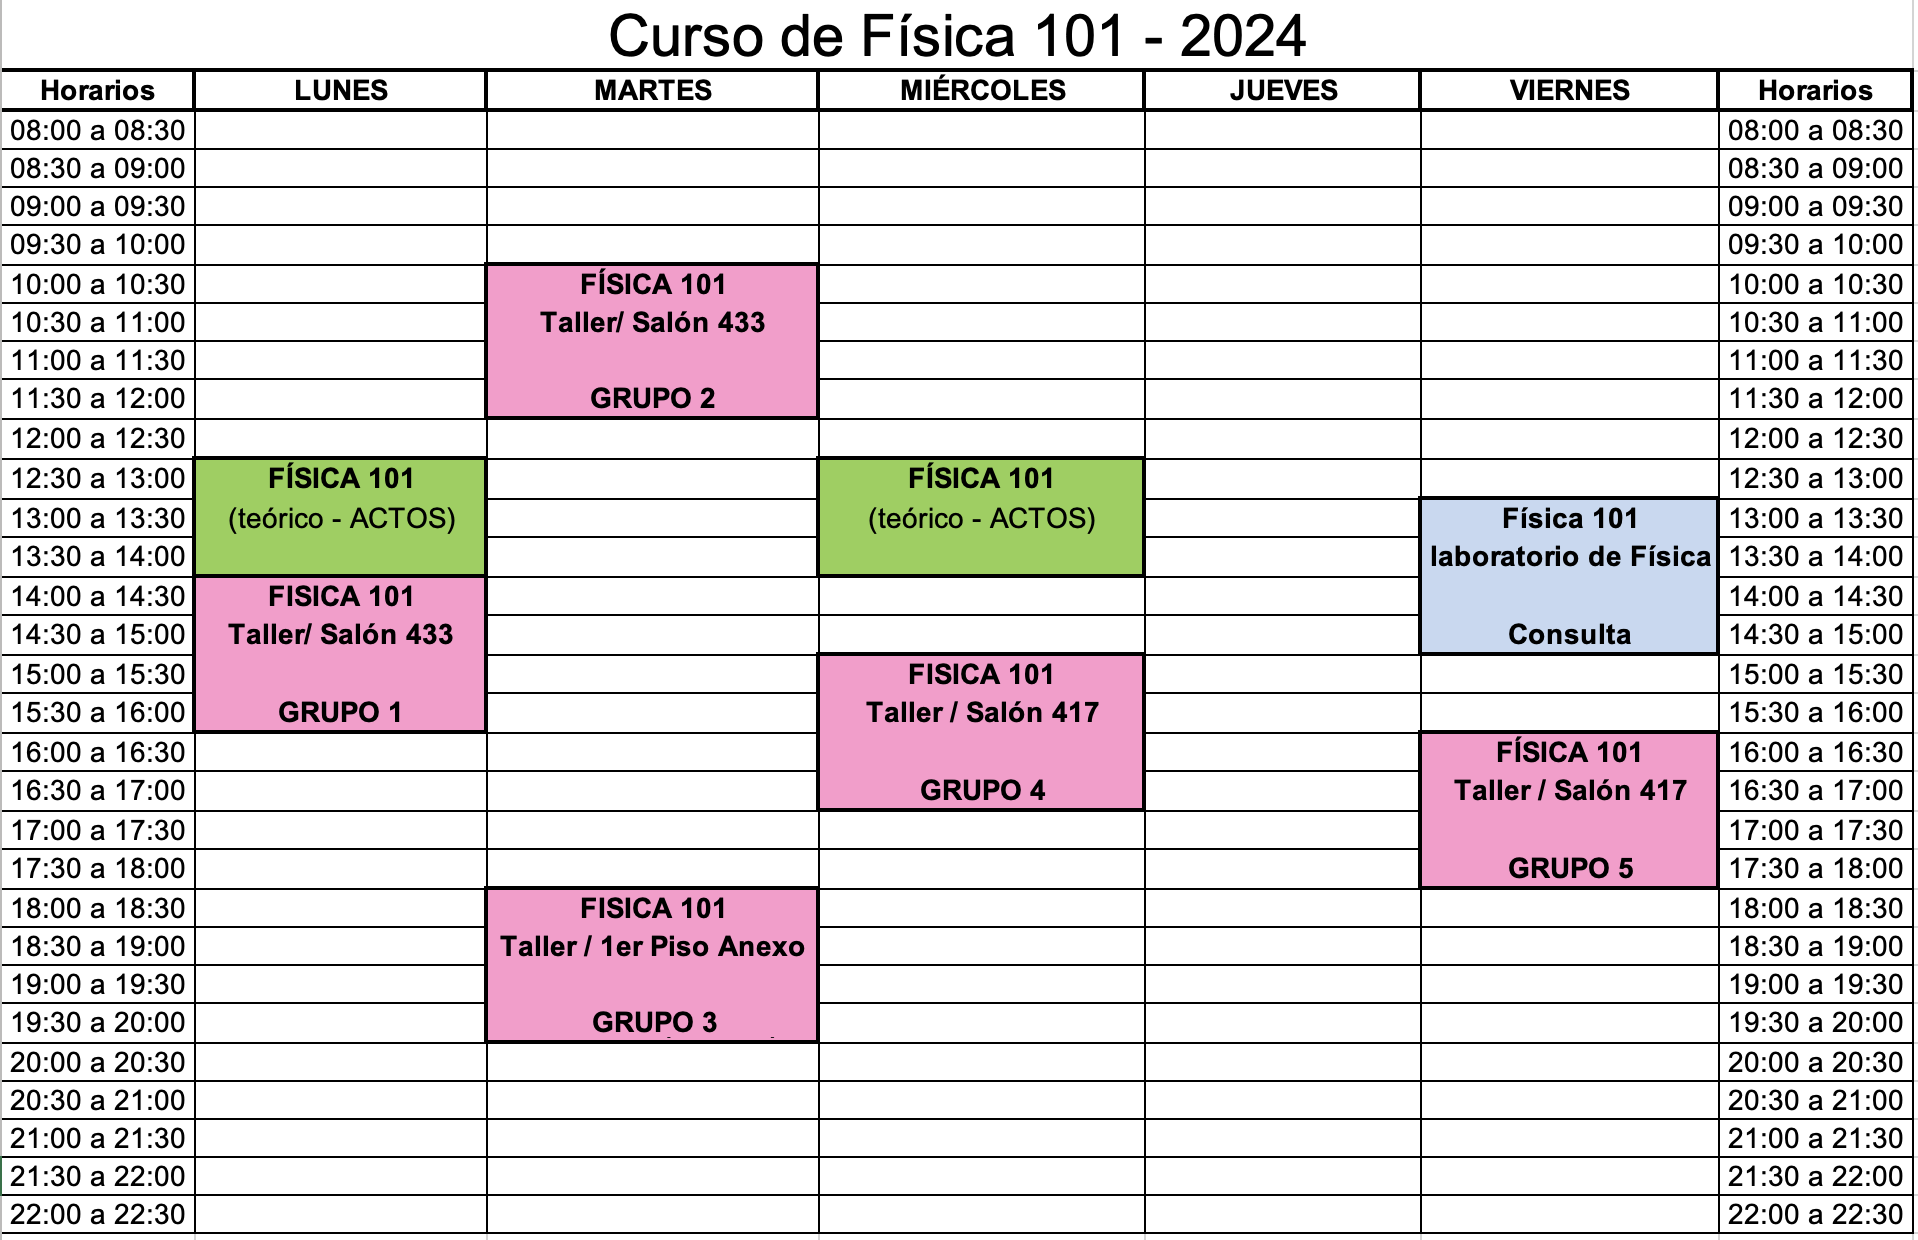 Curso de Física 101 - 2024
Horarios LUNES MARTES MIÉRCOLES JUEVES VIERNES Horarios
08:00 a 08:30 08:00 a 08:30
08:30 a 09:00 08:30 a 09:00
09:00 a 09:30 09:00 a 09:30
09:30 a 10:00 09:30 a 10:00
10:00 a 10:30 FÍSICA 101 10:00 a 10:30
10:30 a 11:00 Taller/ Salón 433 10:30 a 11:00
11:00 a 11:30 11:00 a 11:30
11:30 a 12:00 GRUPO 2 11:30 a 12:00
12:00 a 12:30 12:00 a 12:30
12:30 a 13:00 FÍSICA 101 FÍSICA 101 12:30 a 13:00
13:00 a 13:30 (teórico - ACTOS) (teórico - ACTOS) Física 101 13:00 a 13:30
13:30 a 14:00 laboratorio de Física 13:30 a 14:00
14:00 a 14:30 FISICA 101 14:00 a 14:30
14:30 a 15:00 Taller/ Salón 433 Consulta 14:30 a 15:00
15:00 a 15:30 FISICA 101 15:00 a 15:30
15:30 a 16:00 GRUPO 1 Taller / Salón 417 15:30 a 16:00
16:00 a 16:30 FÍSICA 101 16:00 a 16:30
16:30 a 17:00 GRUPO 4 Taller / Salón 417 16:30 a 17:00
17:00 a 17:30 17:00 a 17:30
17:30 a 18:00 GRUPO 5 17:30 a 18:00
18:00 a 18:30 FISICA 101 18:00 a 18:30
18:30 a 19:00 Taller / 1er Piso Anexo 18:30 a 19:00
19:00 a 19:30 19:00 a 19:30
19:30 a 20:00 GRUPO 3 19:30 a 20:00
20:00 a 20:30 20:00 a 20:30
20:30 a 21:00 20:30 a 21:00
21:00 a 21:30 21:00 a 21:30
21:30 a 22:00 21:30 a 22:00
22:00 a 22:30 22:00 a 22:30